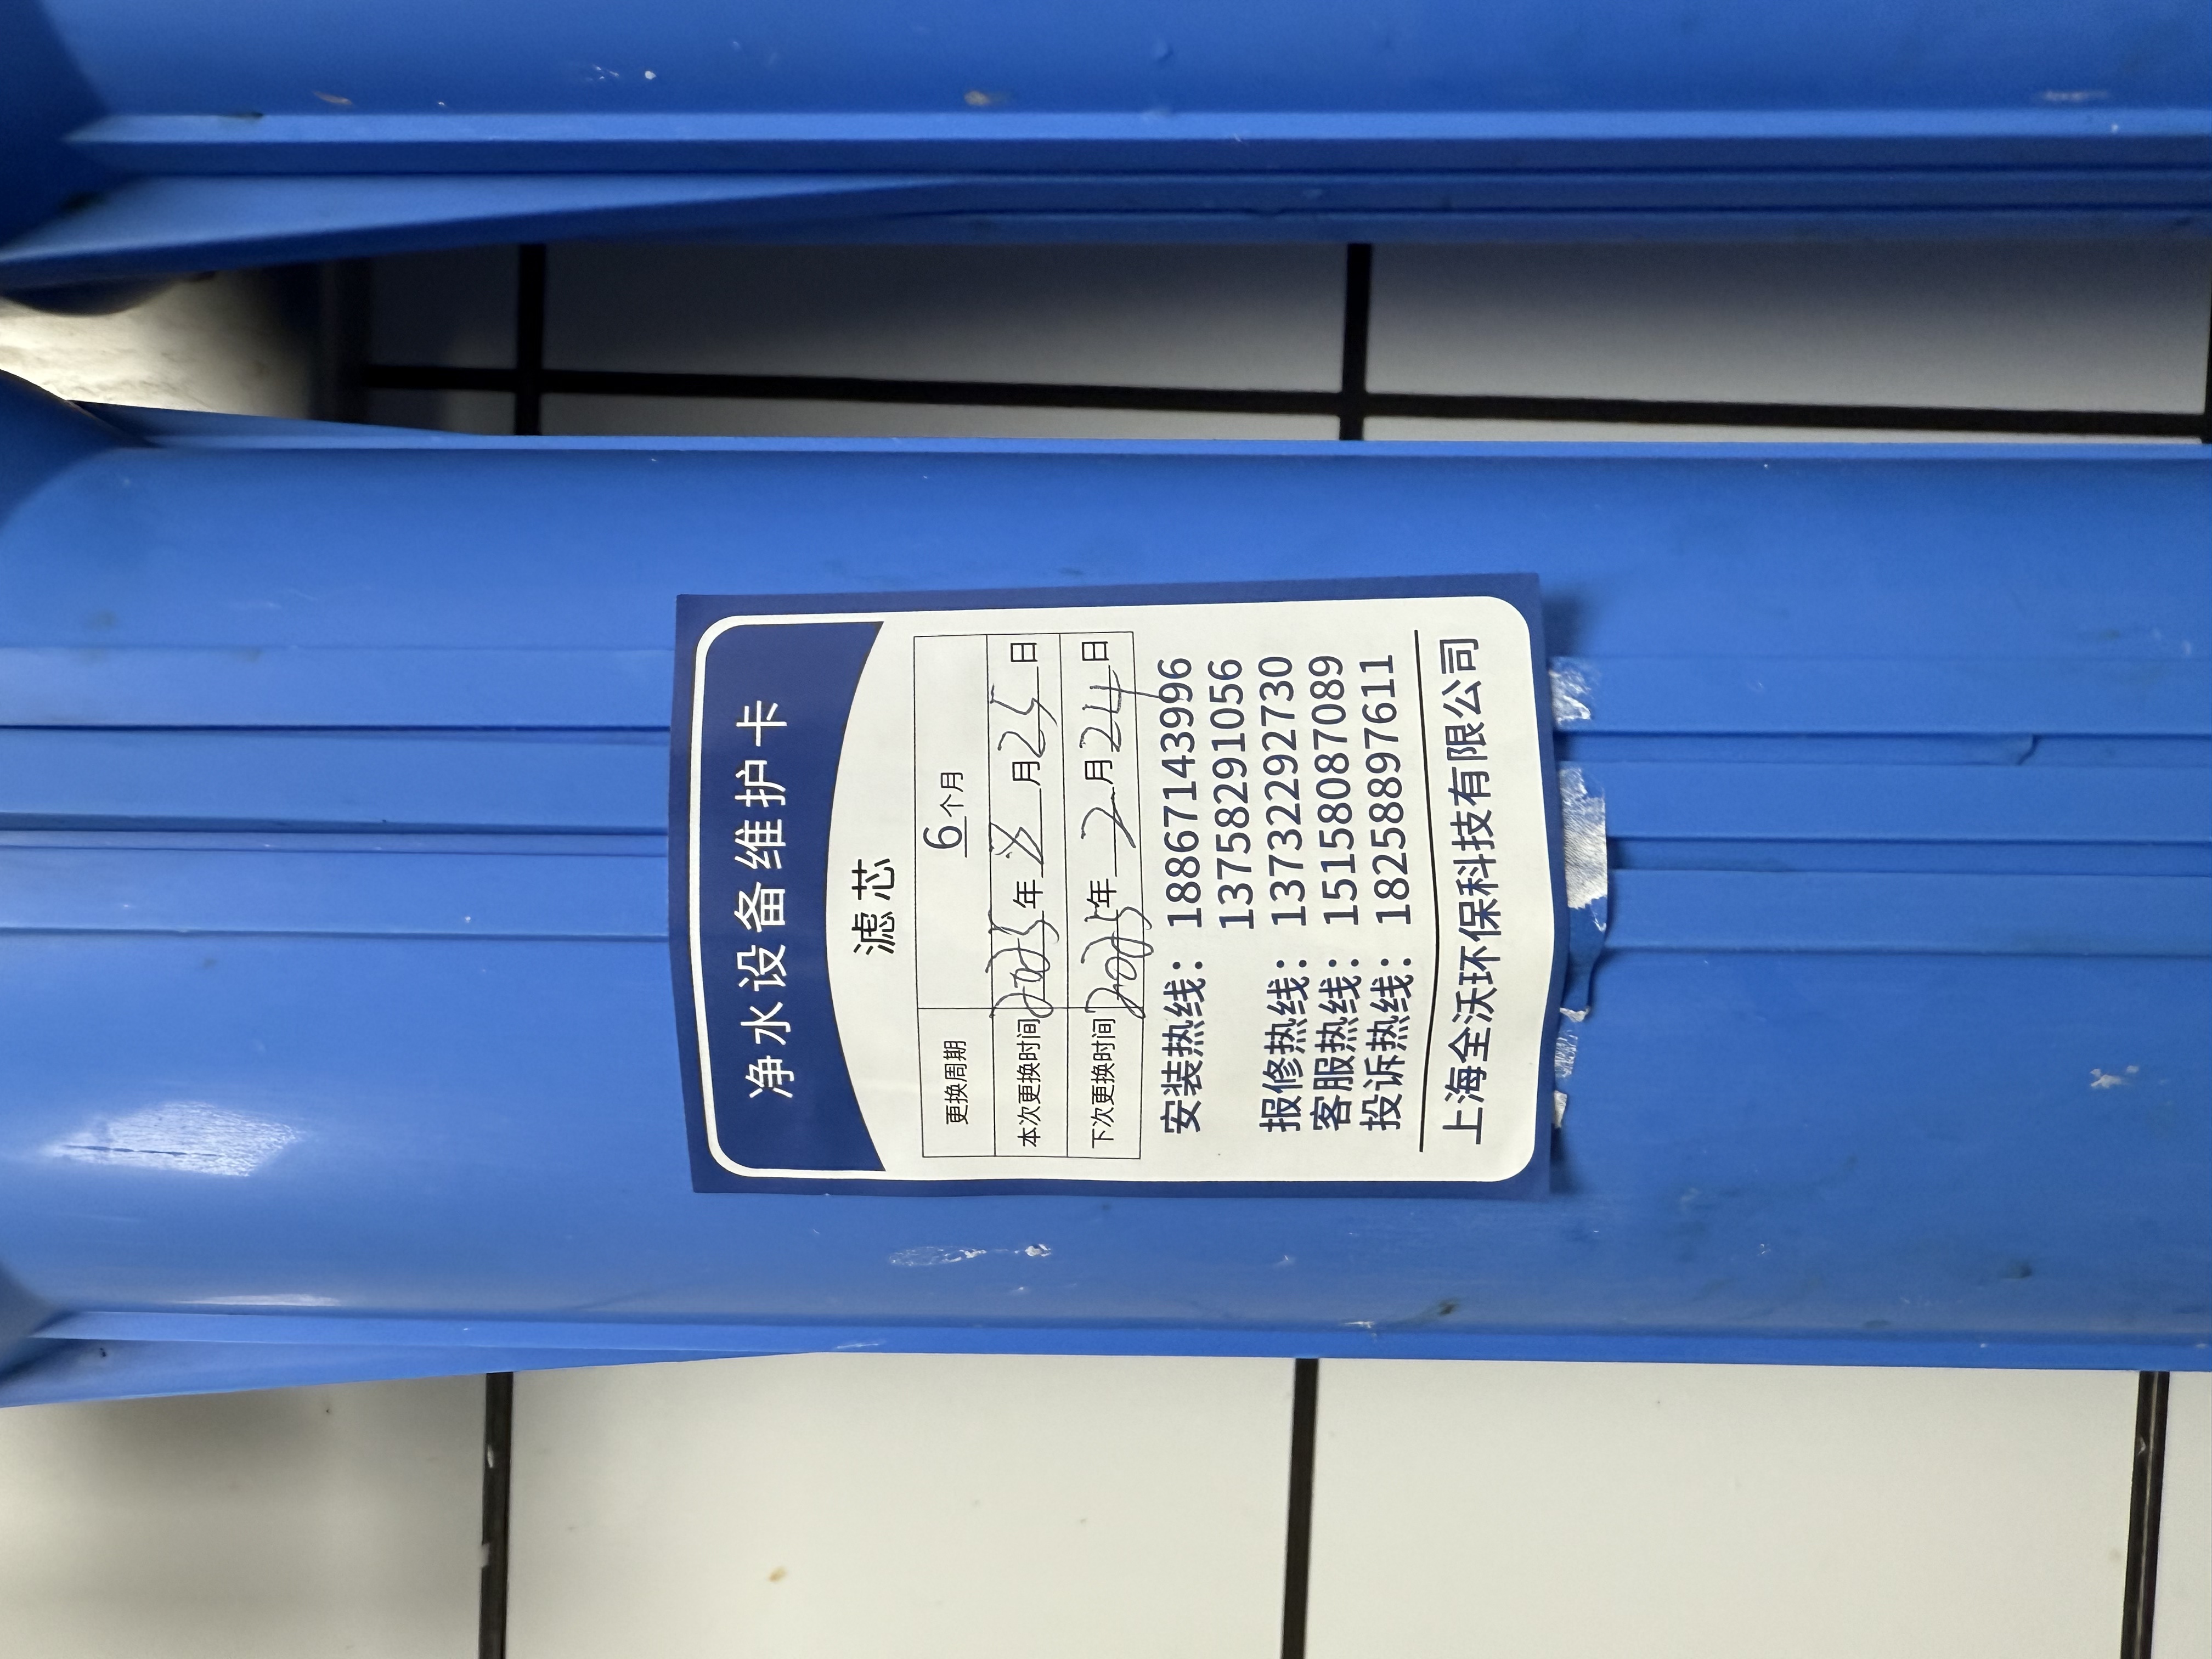 净水设备维护卡
滤芯
更换周期 6个月
本次更换时间 2025年8月25日
下次更换时间 2025年2月24日
安装热线：18867143996
13758291056
报修热线：13732292730
客服热线：15158087089
投诉热线：18258897611
上海全沃环保科技有限公司